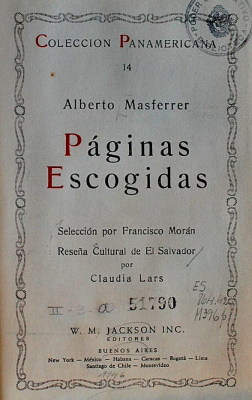 COLECCION PANAMERICANA
14
Alberto Masferrer
Páginas
Escogidas
Selección por Francisco Morán
Reseña Cultural de El Salvador
por
Claudia Lars
51790
W. M. JACKSON INC.
EDITORES
BUENOS AIRES
New York — México — Habana — Caracas — Bogotá — Lima
Santiago de Chile — Montevideo